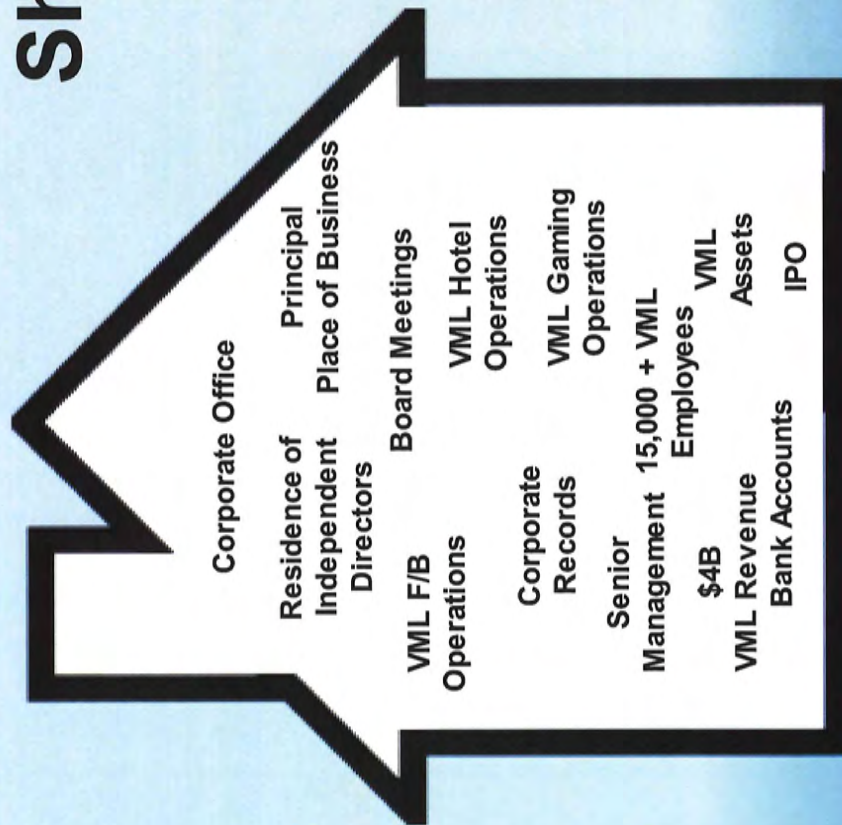 Sh
Corporate Office
Residence of
Independent
Directors
Principal
Place of Business
Board Meetings
VML F/B
Operations
VML Hotel
Operations
Corporate
Records
VML Gaming
Operations
Senior
Management
15,000 + VML
Employees
$4B
VML Revenue
VML
Assets
Bank Accounts
IPO